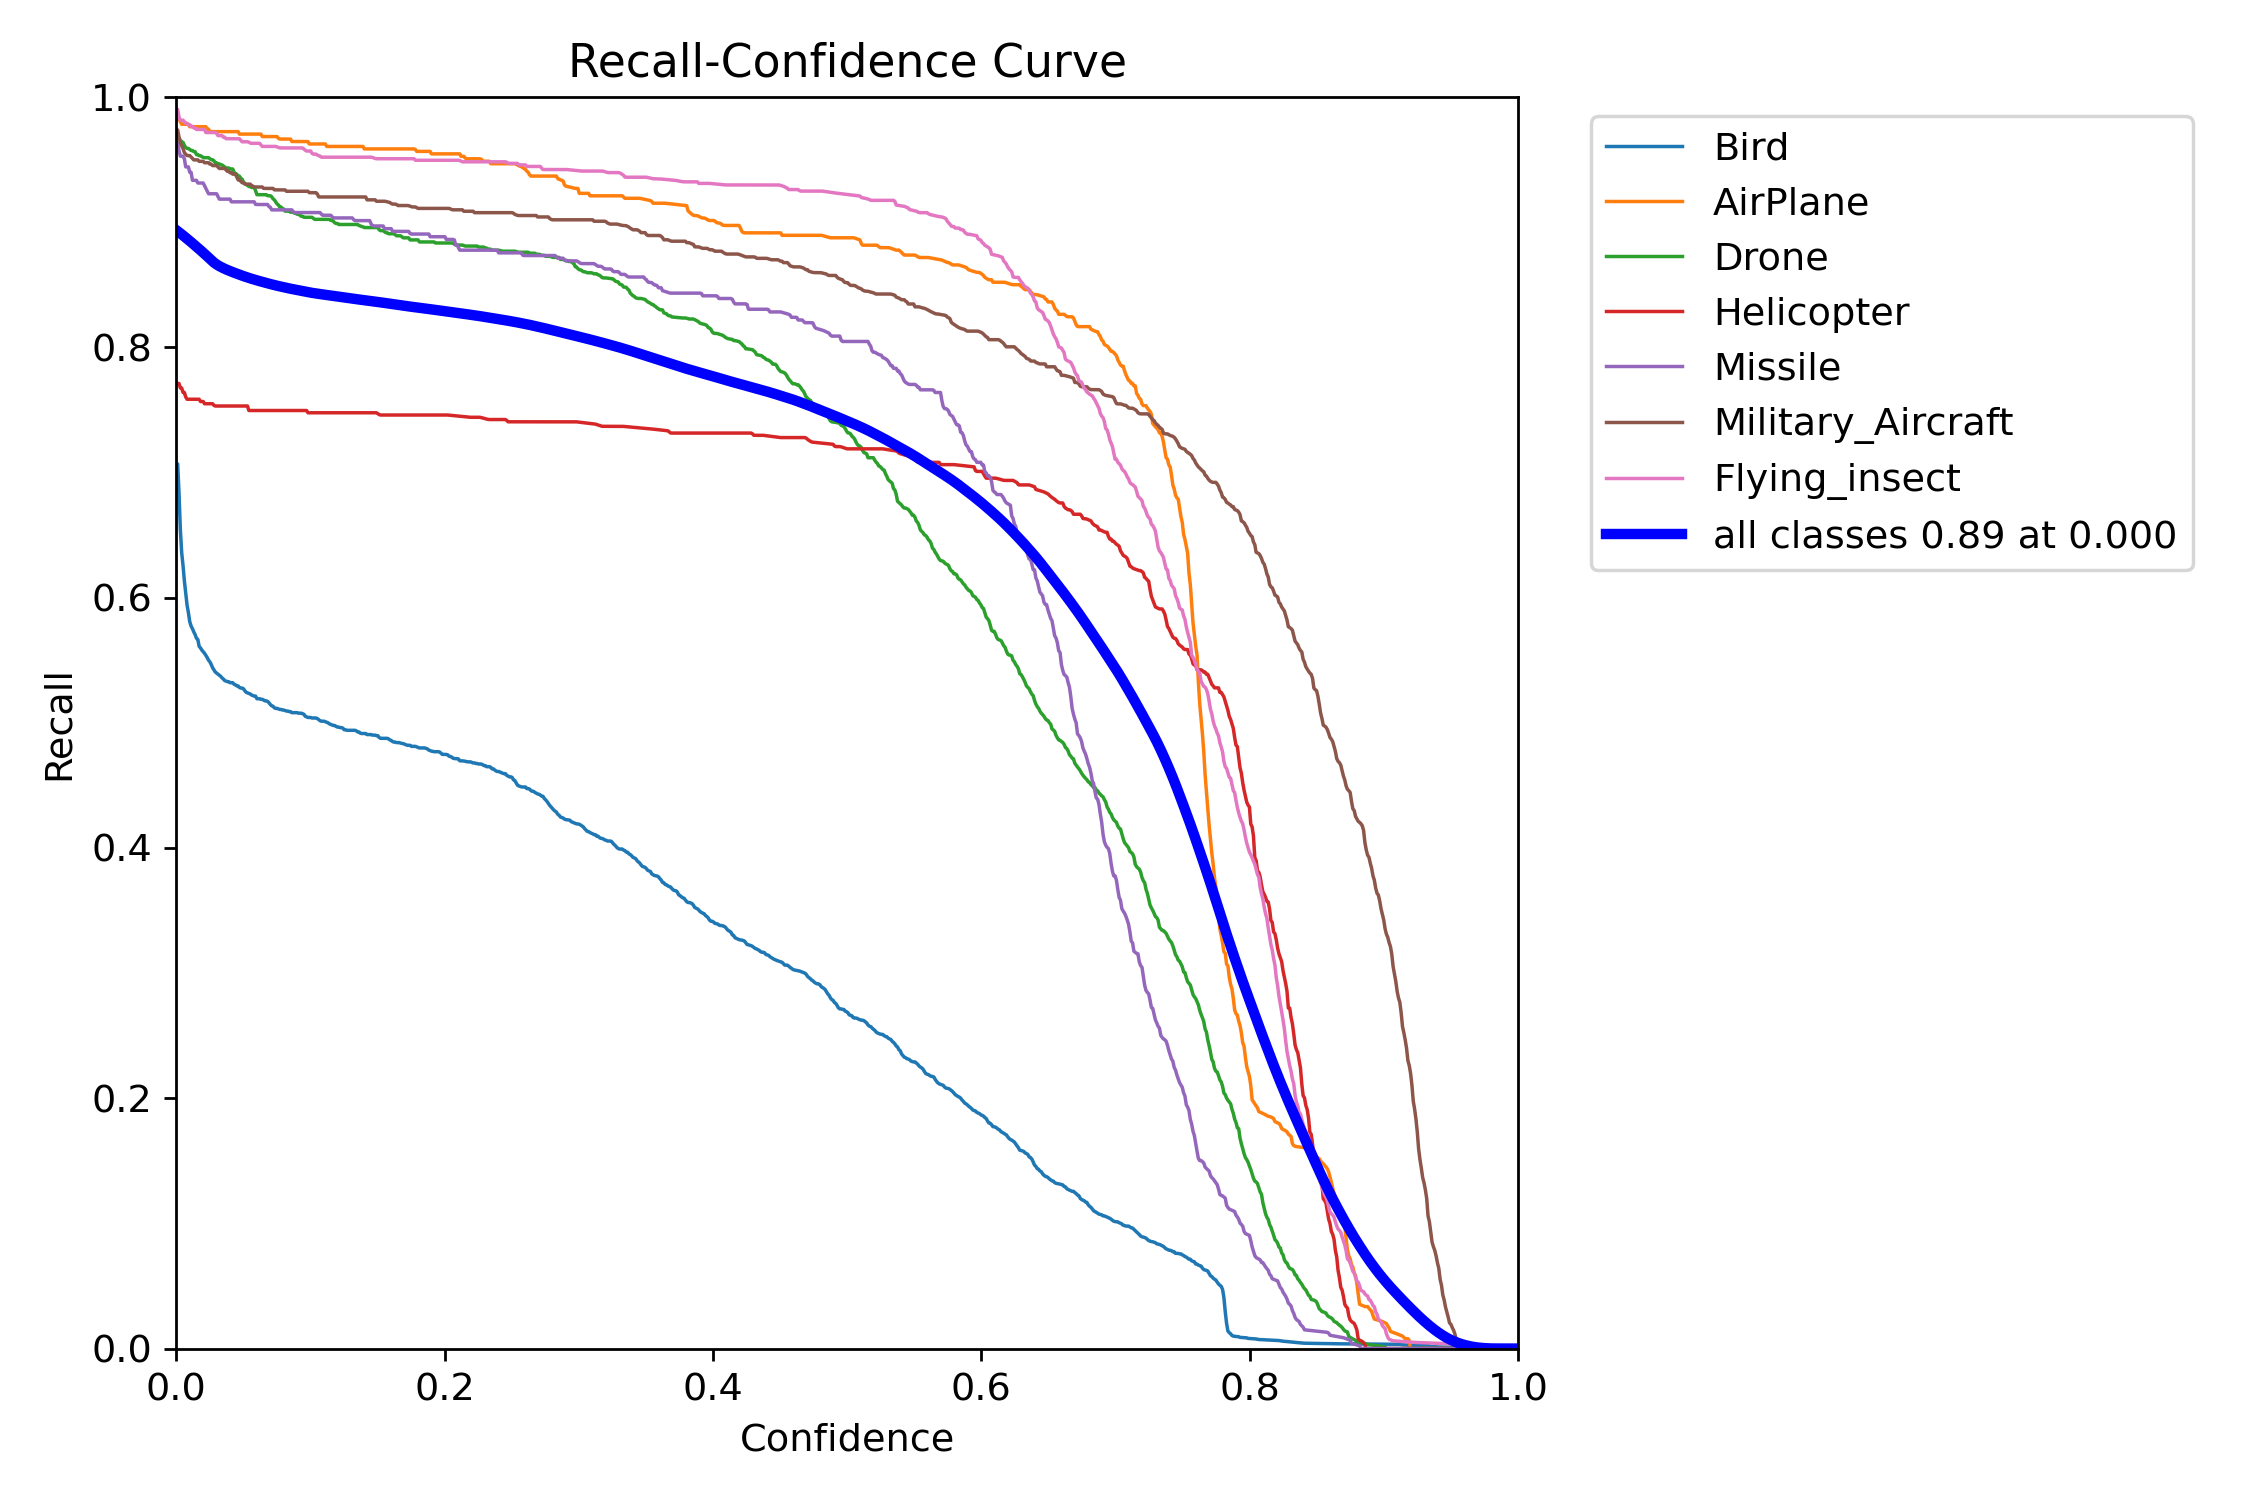 Recall-Confidence Curve
1.0
0.8
0.6
0.4
0.2
0.0
Recall
0.0 0.2 0.4 0.6 0.8 1.0
Confidence
Bird
AirPlane
Drone
Helicopter
Missile
Military_Aircraft
Flying_insect
all classes 0.89 at 0.000